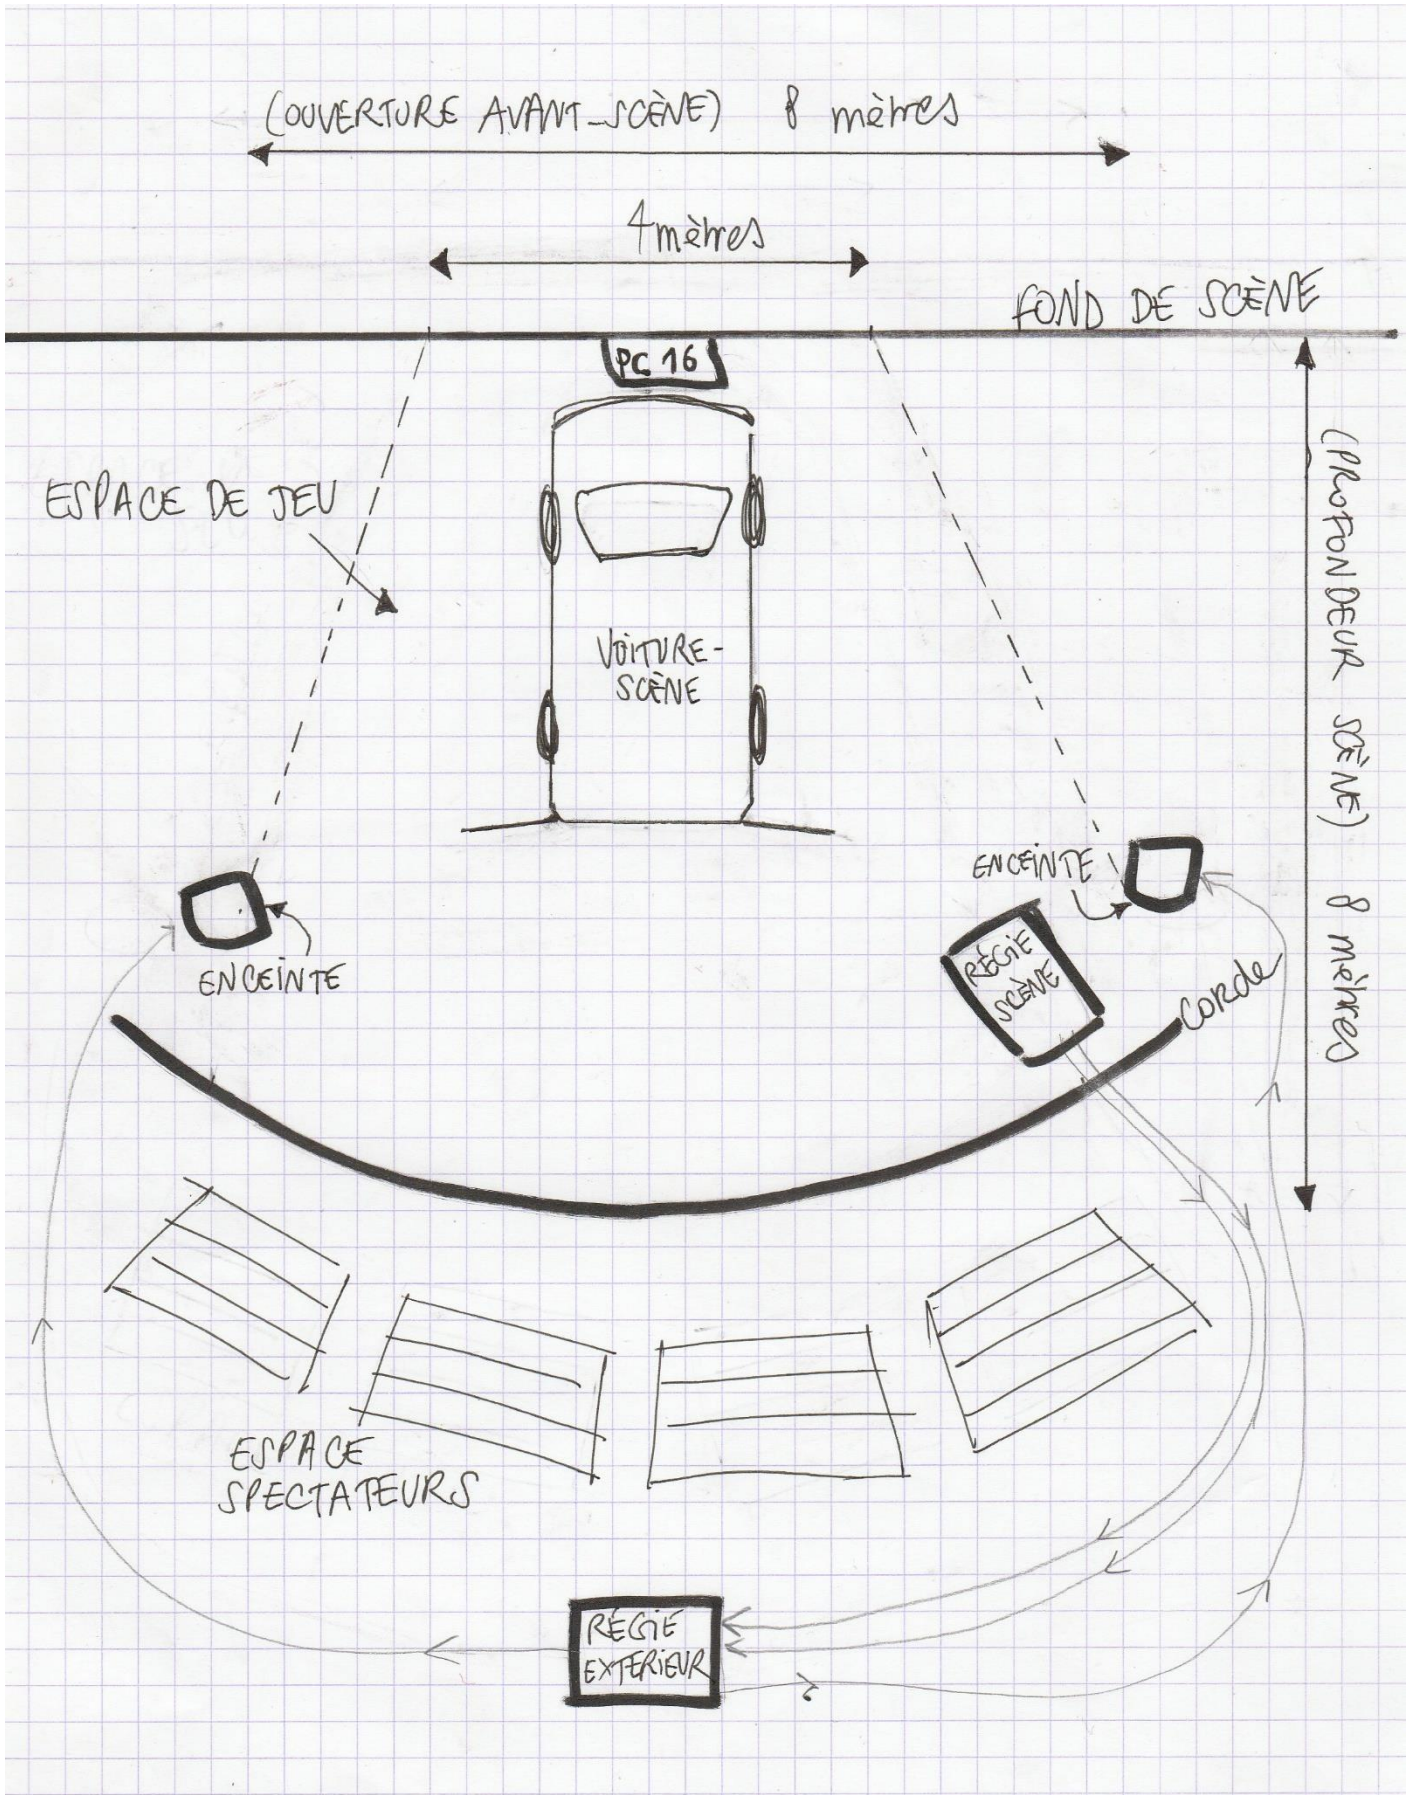 (OUVERTURE AVANT-SCÈNE) 8 mètres
4 mètres
FOND DE SCÈNE
PC 16
ESPACE DE JEU
(PROFONDEUR SCÈNE) 8 mètres
VOITURE-
SCÈNE
ENCEINTE
ENCEINTE
RÉGIE
SCÈNE
Corde
ESPACE
SPECTATEURS
RÉGIE
EXTERIEUR